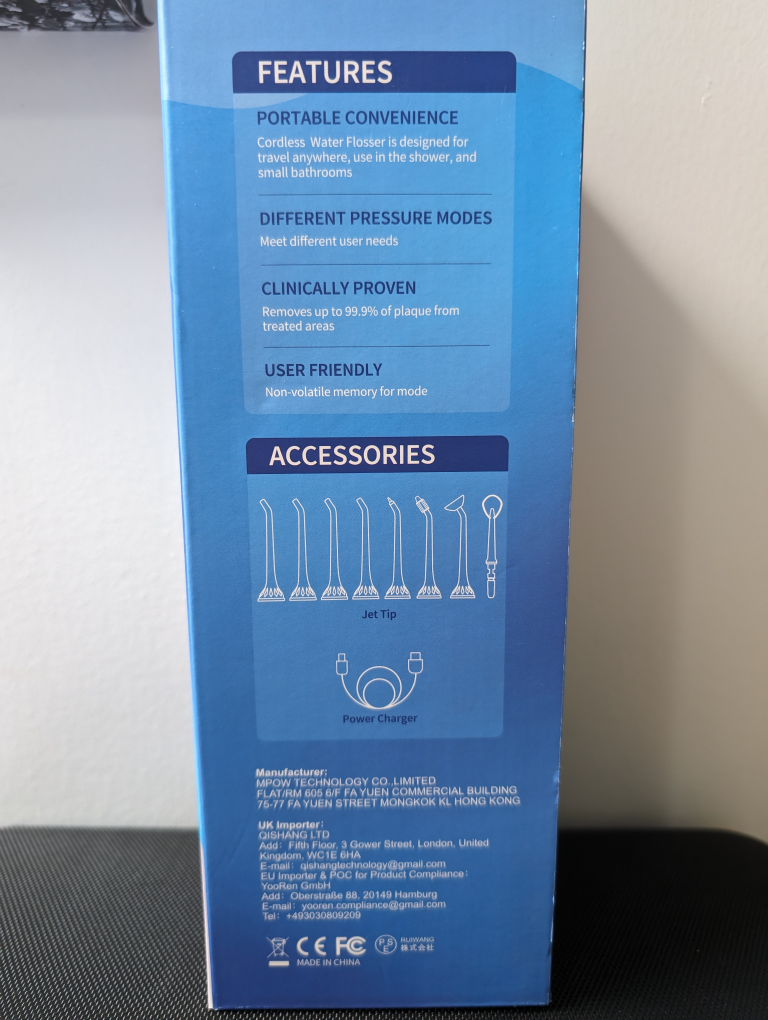 FEATURES
PORTABLE CONVENIENCE
Cordless Water Flosser is designed for
travel anywhere, use in the shower, and
small bathrooms
DIFFERENT PRESSURE MODES
Meet different user needs
CLINICALLY PROVEN
Removes up to 99.9% of plaque from
treated areas
USER FRIENDLY
Non-volatile memory for mode
ACCESSORIES
Jet Tip
Power Charger
Manufacturer:
MPOW TECHNOLOGY CO.,LIMITED
FLAT/RM 605 6/F FA YUEN COMMERCIAL BUILDING
75-77 FA YUEN STREET MONGKOK KL HONG KONG
UK Importer:
QISHANG LTD
Add: Fifth Floor, 3 Gower Street, London, United
Kingdom, WC1E 6HA
E-mail: qishangtechnology@gmail.com
EU Importer & POC for Product Compliance:
YooRen GmbH
Add: Oberstraße 88, 20149 Hamburg
E-mail: yooren.compliance@gmail.com
Tel: +493030809209
CE FC PSE RUIWANG
株式会社
MADE IN CHINA